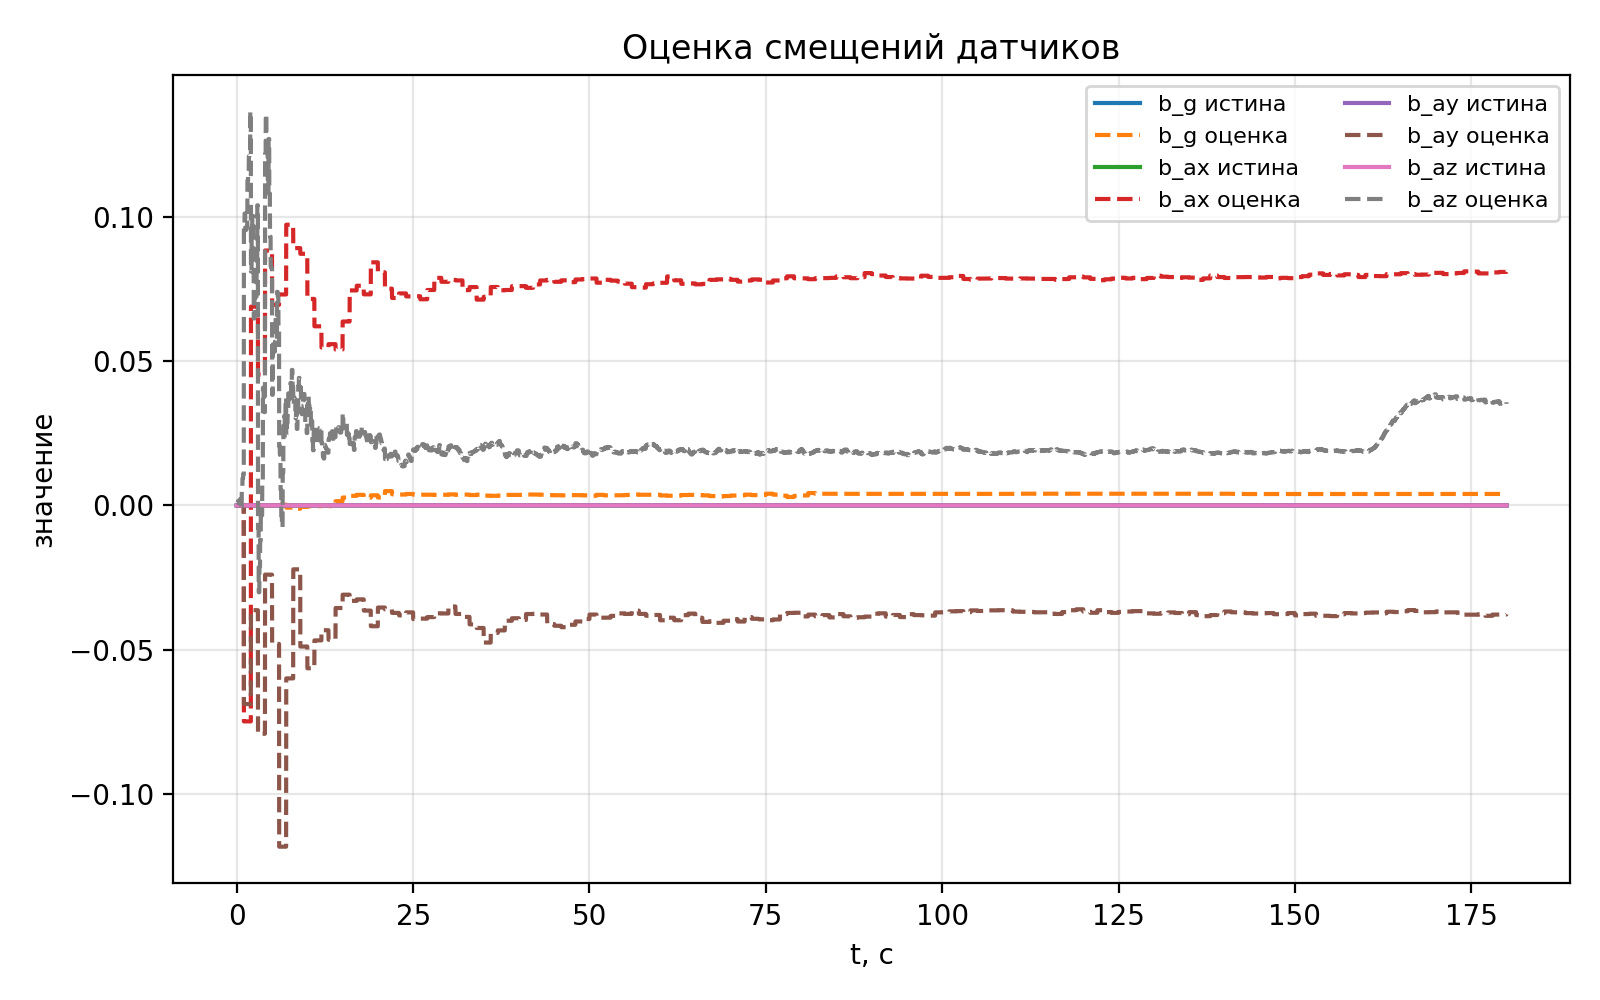 Оценка смещений датчиков
b_g истина
b_g оценка
b_ax истина
b_ax оценка
b_ay истина
b_ay оценка
b_az истина
b_az оценка
значение
0.10
0.05
0.00
−0.05
−0.10
0
25
50
75
100
125
150
175
t, с